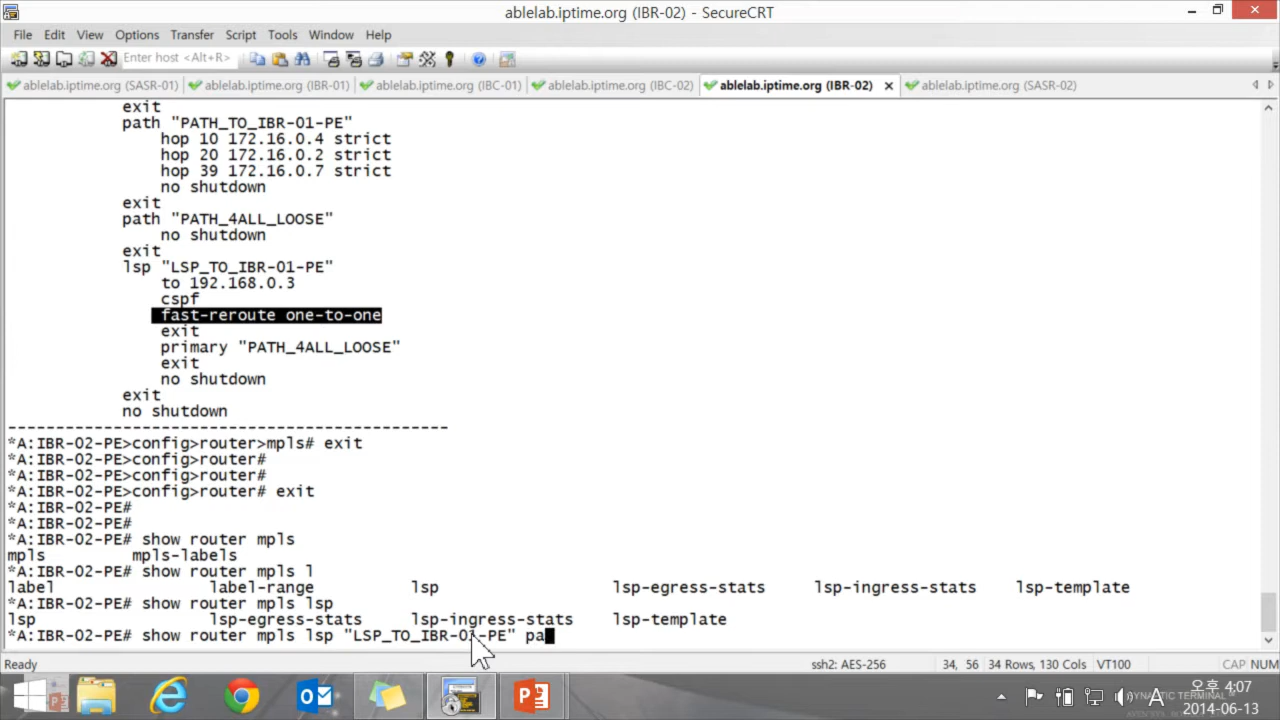 ablelab.iptime.org (IBR-02) - SecureCRT
File Edit View Options Transfer Script Tools Window Help
Enter host <Alt+R>
ablelab.iptime.org (SASR-01) ablelab.iptime.org (IBR-01) ablelab.iptime.org (IBC-01) ablelab.iptime.org (IBC-02) ablelab.iptime.org (IBR-02) ablelab.iptime.org (SASR-02)
exit
path "PATH_TO_IBR-01-PE"
hop 10 172.16.0.4 strict
hop 20 172.16.0.2 strict
hop 39 172.16.0.7 strict
no shutdown
exit
path "PATH_4ALL_LOOSE"
no shutdown
exit
lsp "LSP_TO_IBR-01-PE"
to 192.168.0.3
cspf
fast-reroute one-to-one
exit
primary "PATH_4ALL_LOOSE"
exit
no shutdown
exit
no shutdown
----------------------------------------------
*A:IBR-02-PE>config>router>mpls# exit
*A:IBR-02-PE>config>router#
*A:IBR-02-PE>config>router#
*A:IBR-02-PE>config>router# exit
*A:IBR-02-PE#
*A:IBR-02-PE#
*A:IBR-02-PE# show router mpls
mpls mpls-labels
*A:IBR-02-PE# show router mpls l
label label-range lsp lsp-egress-stats lsp-ingress-stats lsp-template
*A:IBR-02-PE# show router mpls lsp
lsp lsp-egress-stats lsp-ingress-stats lsp-template
*A:IBR-02-PE# show router mpls lsp "LSP_TO_IBR-01-PE" pa
Ready ssh2: AES-256 34, 56 34 Rows, 130 Cols VT100 CAP NUM
A 오후 4:07
2014-06-13